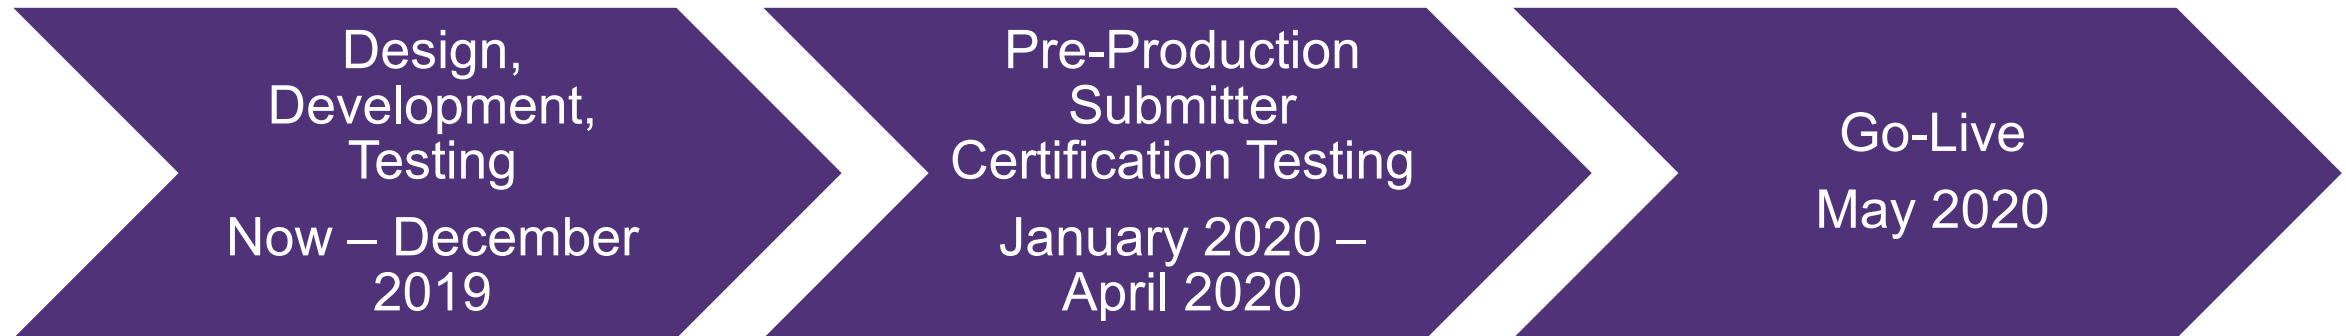 Design,
Development,
Testing
Now – December
2019
Pre-Production
Submitter
Certification Testing
January 2020 –
April 2020
Go-Live
May 2020